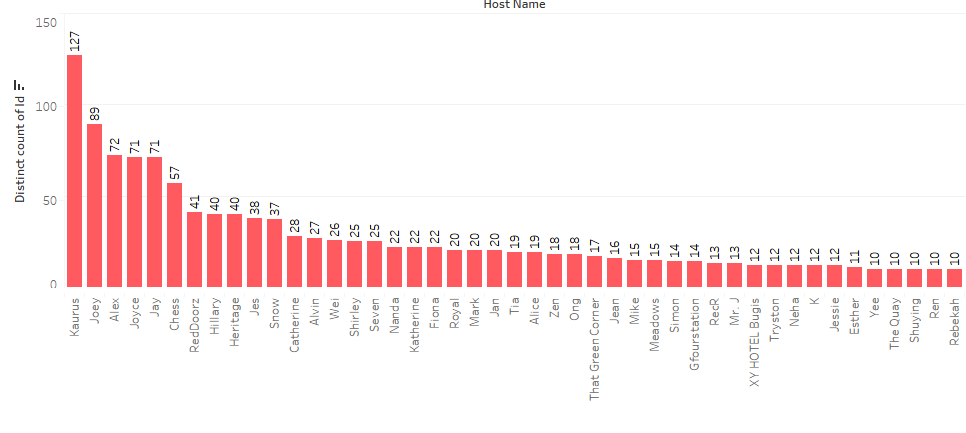 Host Name
Distinct count of Id
150
100
50
0
127
89
72
71
71
57
41
40
40
38
37
28
27
26
25
25
22
22
22
20
20
20
19
19
18
18
17
16
15
15
14
14
13
13
12
12
12
12
12
11
10
10
10
10
10
Kaurus
Joey
Alex
Joyce
Jay
Chess
RedDoorz
Hillary
Heritage
Jes
Snow
Catherine
Alvin
Wei
Shirley
Seven
Nanda
Katherine
Fiona
Royal
Mark
Jan
Tia
Alice
Zen
Ong
That Green Corner
Jean
Mike
Meadows
Simon
Gfourstation
RecR
Mr. J
XY HOTEL Bugis
Tryston
Neha
K
Jessie
Esther
Yee
The Quay
Shuying
Ren
Rebekah